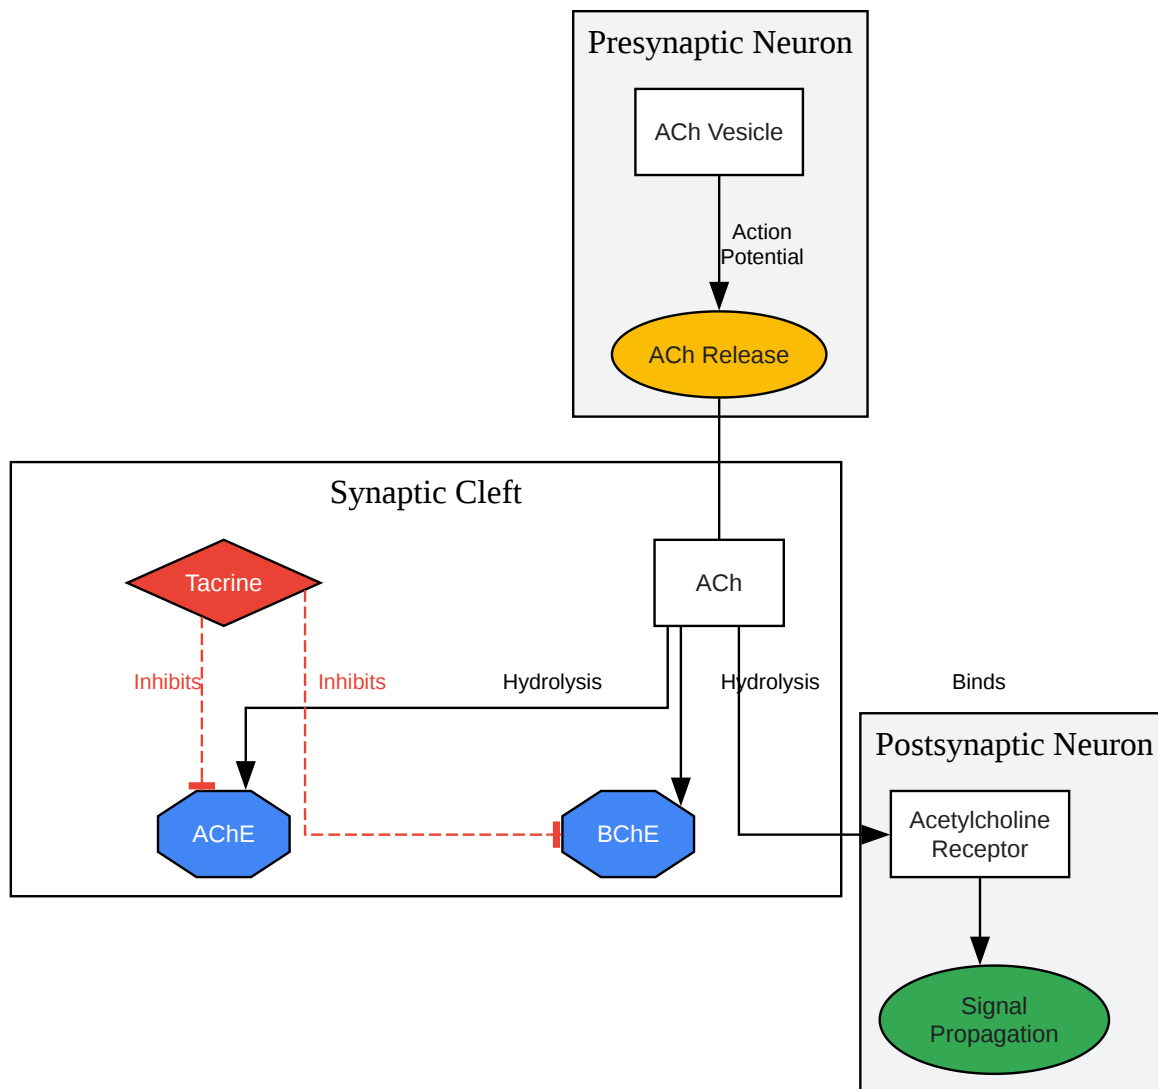 Presynaptic Neuron
ACh Vesicle
Action
Potential
ACh Release
Synaptic Cleft
Tacrine
ACh
Inhibits
Inhibits
Hydrolysis
Hydrolysis
Binds
Postsynaptic Neuron
AChE
BChE
Acetylcholine
Receptor
Signal
Propagation